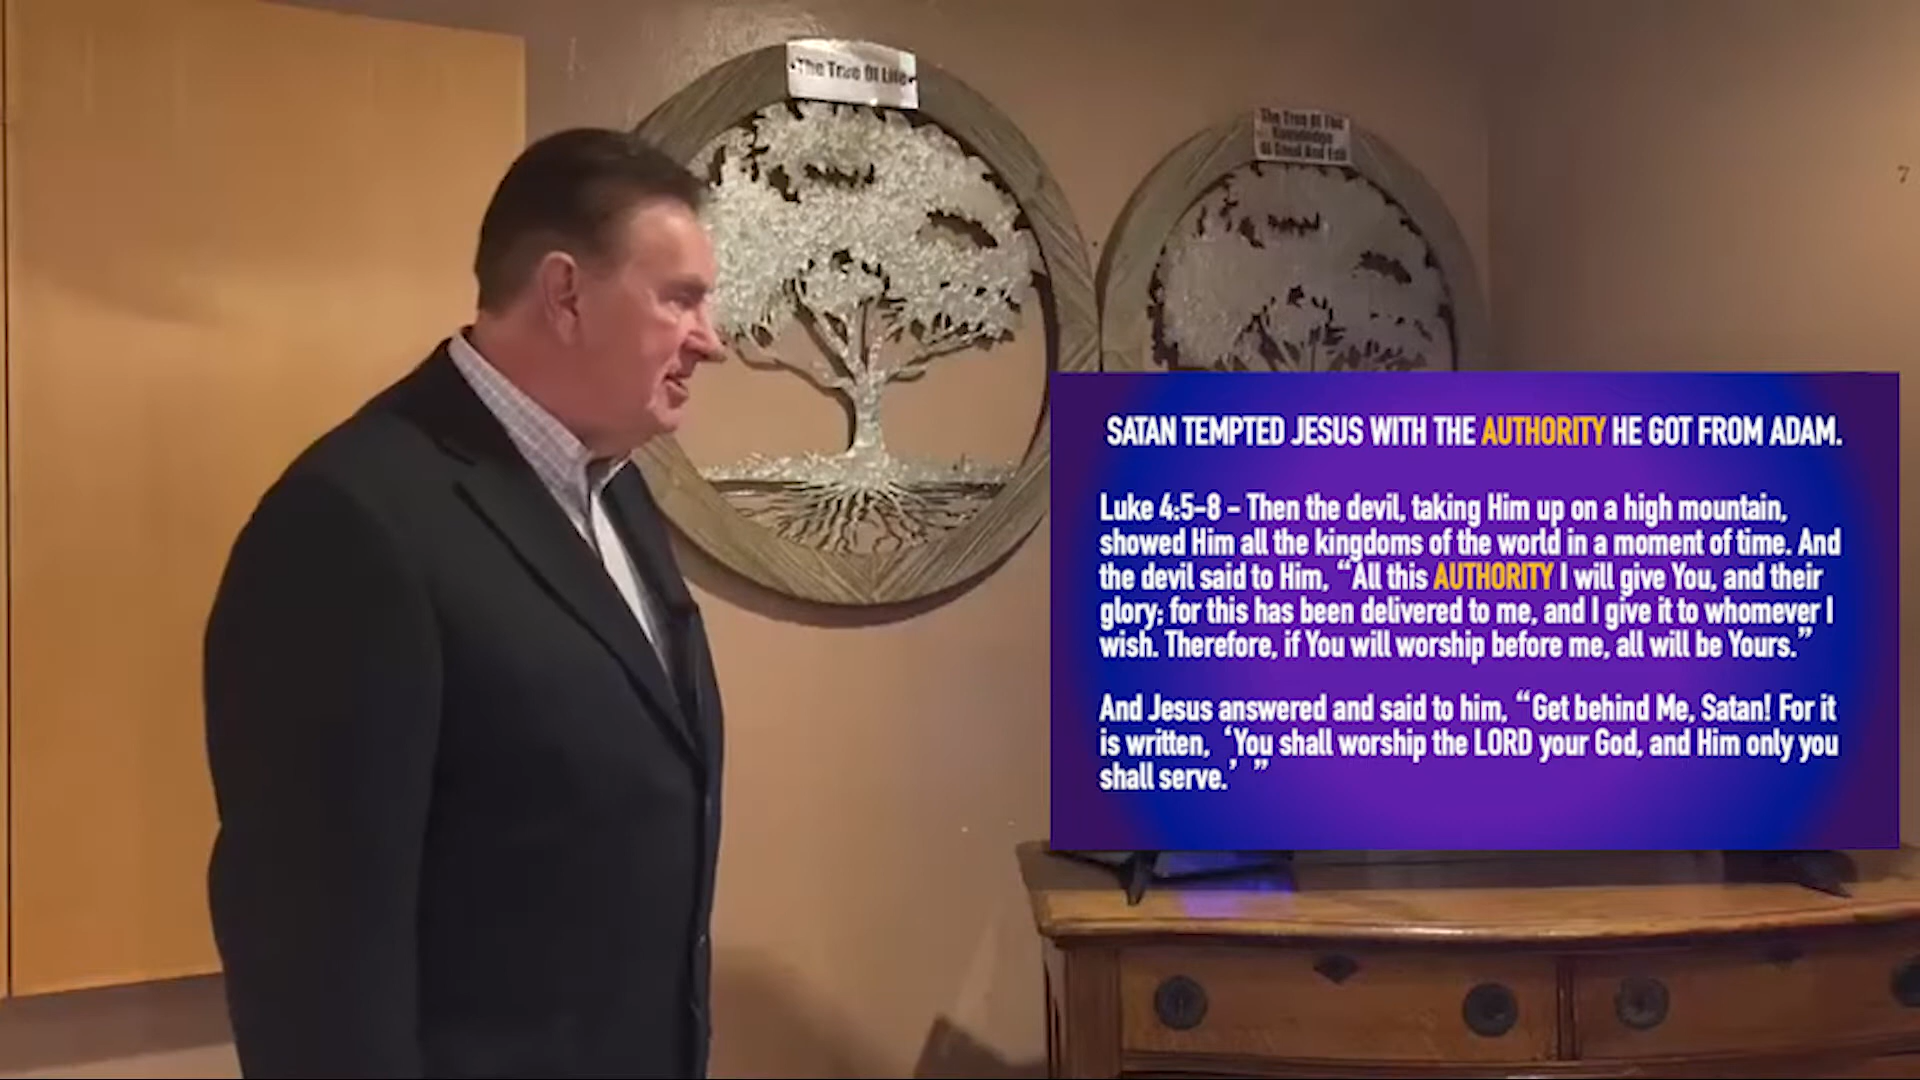 The Tree Of Life
The Tree Of The
Knowledge
Of Good And Evil
7
SATAN TEMPTED JESUS WITH THE AUTHORITY HE GOT FROM ADAM.
Luke 4:5-8 - Then the devil, taking Him up on a high mountain,
showed Him all the kingdoms of the world in a moment of time. And
the devil said to Him, “All this AUTHORITY I will give You, and their
glory; for this has been delivered to me, and I give it to whomever I
wish. Therefore, if You will worship before me, all will be Yours.”
And Jesus answered and said to him, “Get behind Me, Satan! For it
is written, ‘You shall worship the LORD your God, and Him only you
shall serve.’ ”